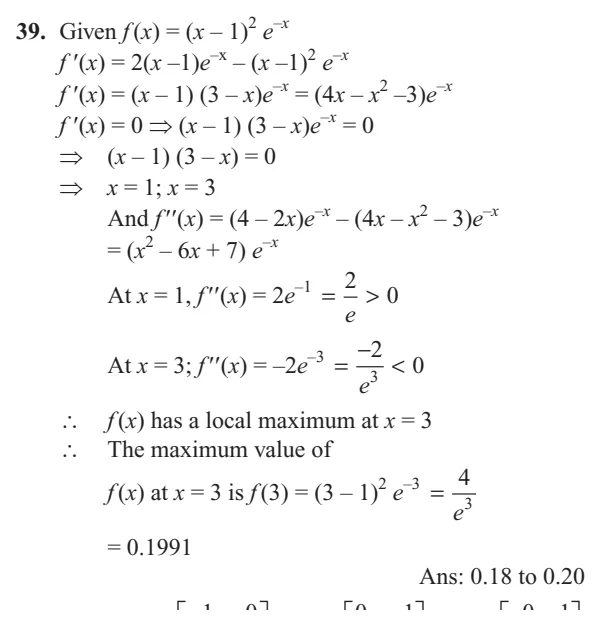 39. Given f(x) = (x – 1)² e⁻ˣ
f′(x) = 2(x –1)e⁻ˣ – (x –1)² e⁻ˣ
f′(x) = (x – 1) (3 – x)e⁻ˣ = (4x – x² –3)e⁻ˣ
f′(x) = 0 ⇒ (x – 1) (3 – x)e⁻ˣ = 0
⇒ (x – 1) (3 – x) = 0
⇒ x = 1; x = 3
And f″(x) = (4 – 2x)e⁻ˣ – (4x – x² – 3)e⁻ˣ
= (x² – 6x + 7) e⁻ˣ
At x = 1, f″(x) = 2e⁻¹ = 2/e > 0
At x = 3; f″(x) = –2e⁻³ = –2/e³ < 0
∴ f(x) has a local maximum at x = 3
∴ The maximum value of
f(x) at x = 3 is f(3) = (3 – 1)² e⁻³ = 4/e³
= 0.1991
Ans: 0.18 to 0.20